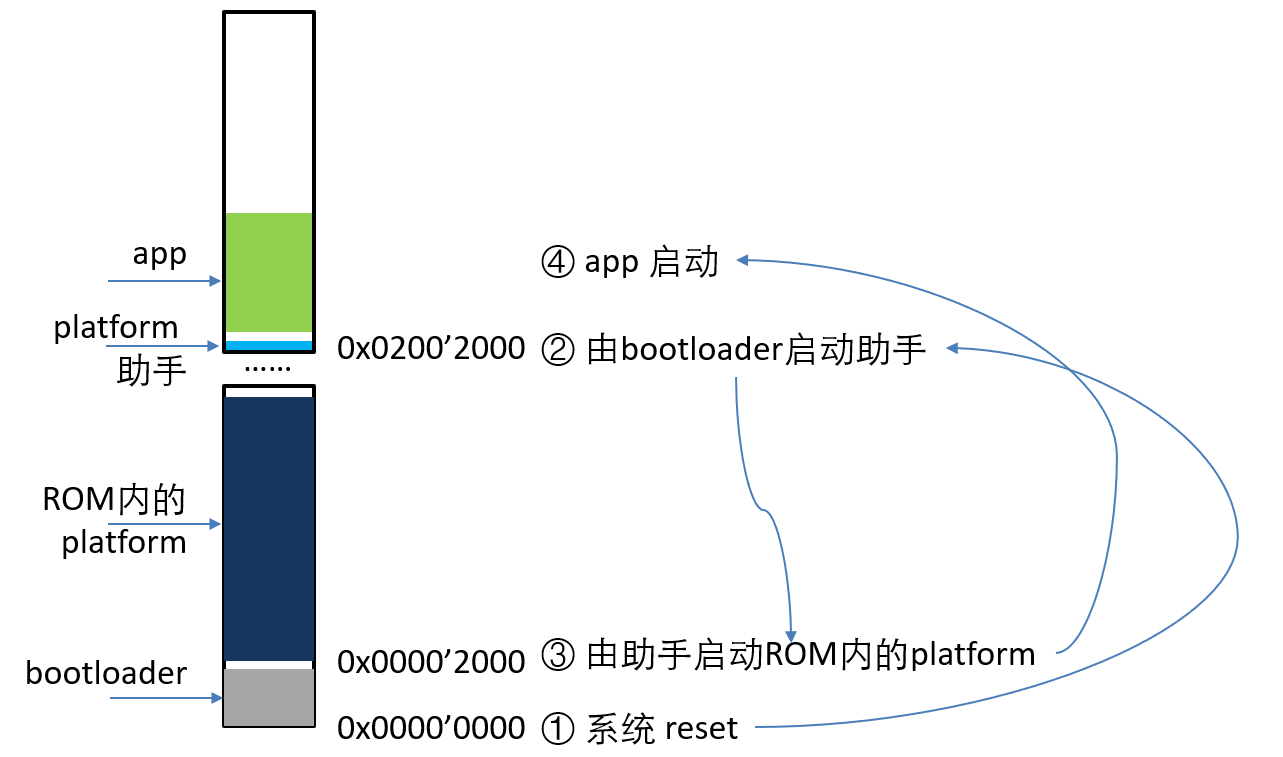 app
④ app 启动
platform
助手
0x0200’2000
② 由bootloader启动助手
……
ROM内的
platform
0x0000’2000
③ 由助手启动ROM内的platform
bootloader
0x0000’0000
① 系统 reset